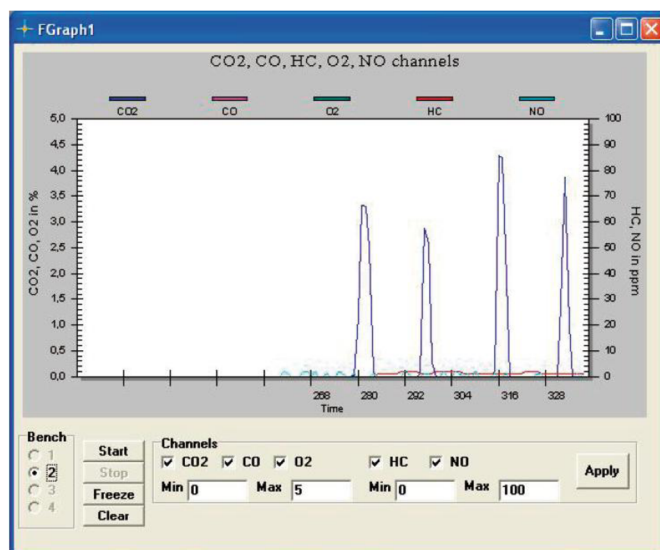 FGraph1
CO2, CO, HC, O2, NO channels
CO2 CO O2 HC NO
5,0 100
4,5 90
4,0 80
3,5 70
3,0 60
2,5 50
2,0 40
1,5 30
1,0 20
0,5 10
0,0 0
CO2, CO, O2 in %
HC, NO in ppm
268 280 292 304 316 328
Time
Bench
1
2
3
4
Start
Stop
Freeze
Clear
Channels
CO2 CO O2 HC NO
Min 0 Max 5 Min 0 Max 100
Apply